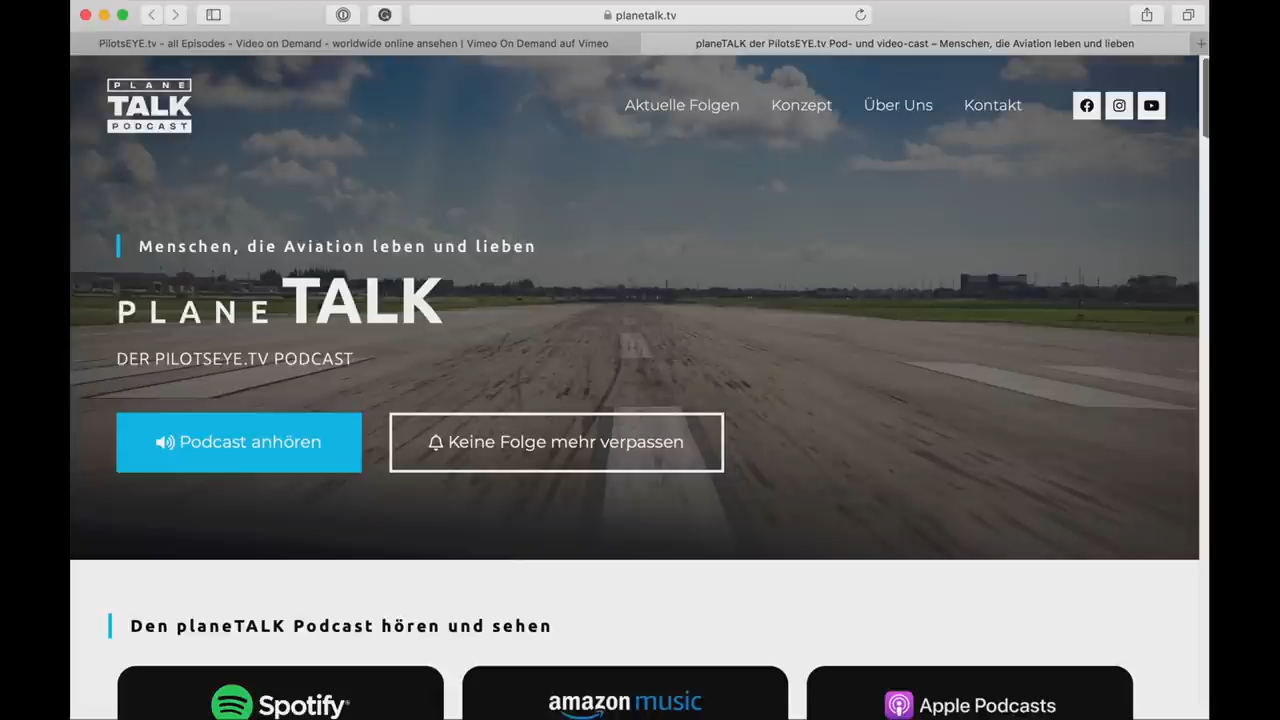 planetalk.tv
PilotsEYE.tv - all Episodes - Video on Demand - worldwide online ansehen | Vimeo On Demand auf Vimeo
planeTALK der PilotsEYE.tv Pod- und video-cast – Menschen, die Aviation leben und lieben
PLANE
TALK
PODCAST
Aktuelle Folgen
Konzept
Über Uns
Kontakt
Menschen, die Aviation leben und lieben
PLANE TALK
DER PILOTSEYE.TV PODCAST
Podcast anhören
Keine Folge mehr verpassen
Den planeTALK Podcast hören und sehen
Spotify
amazon music
Apple Podcasts